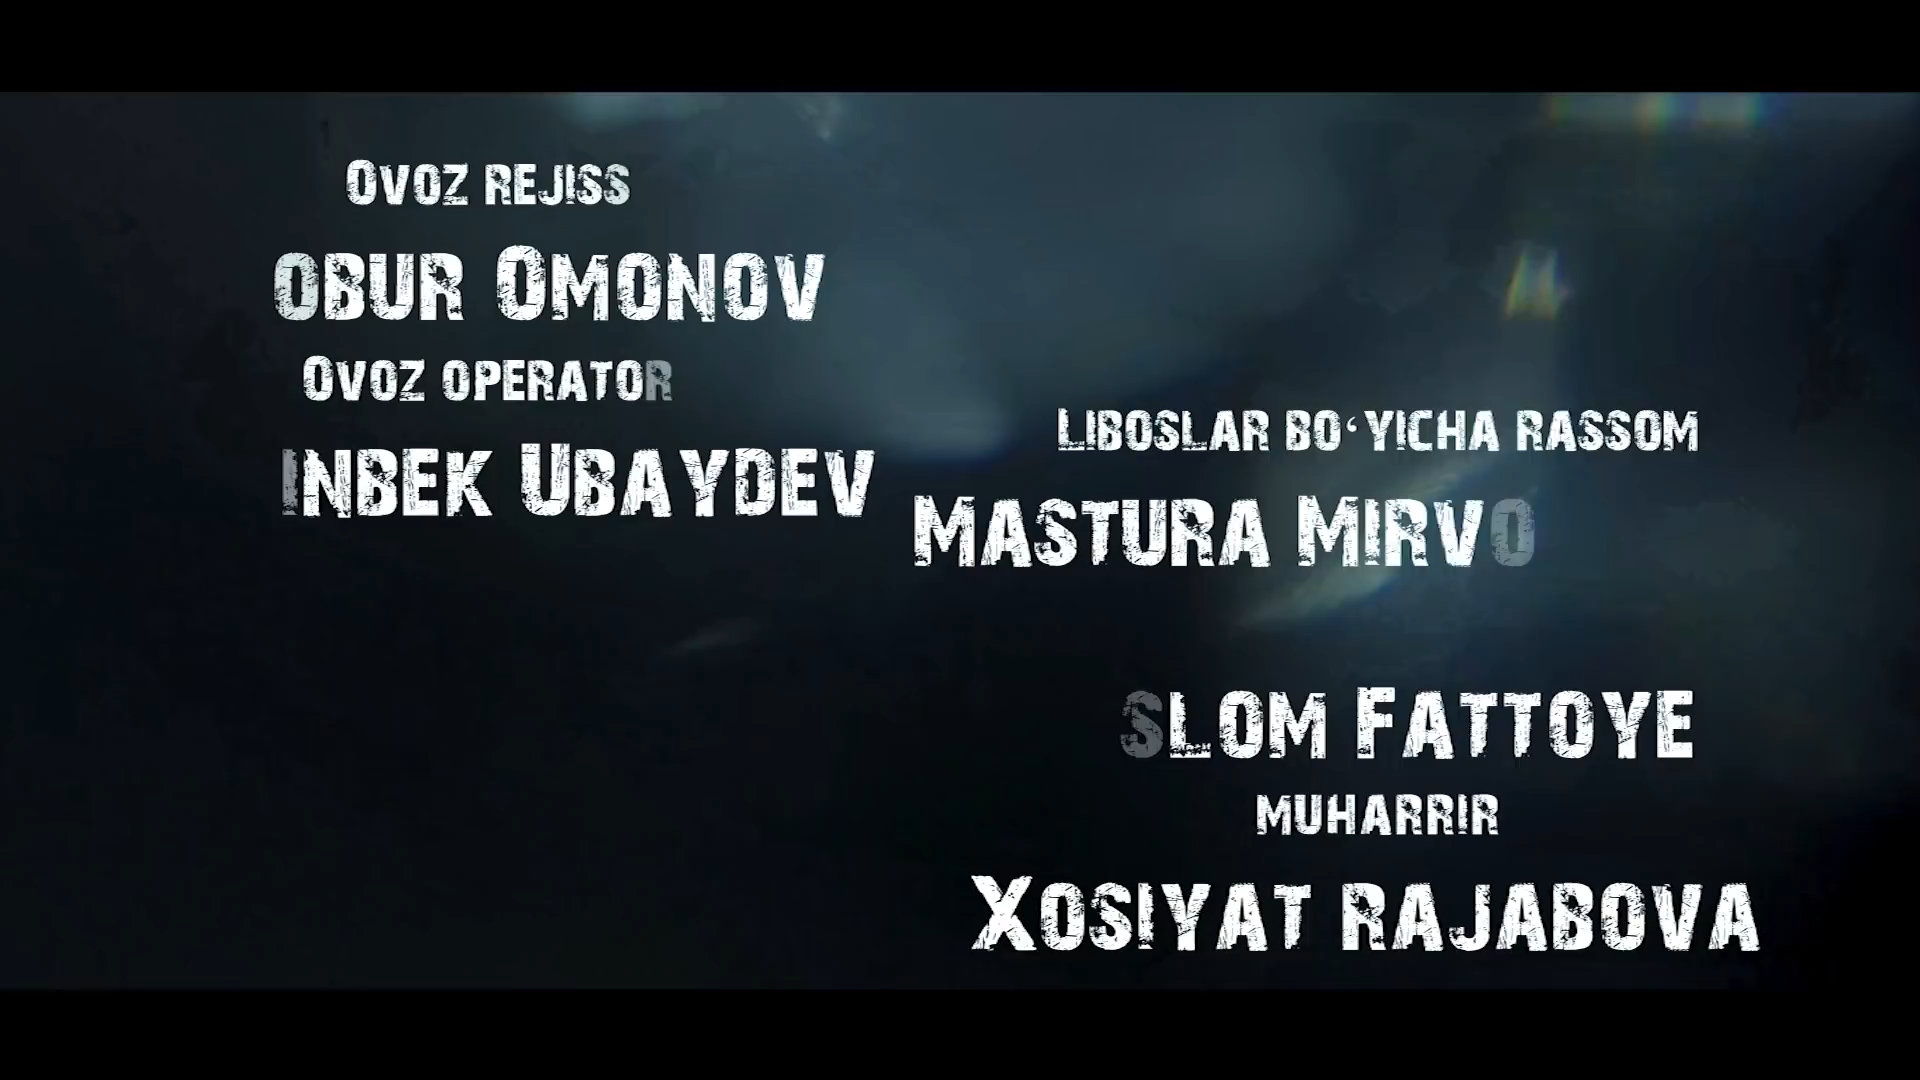 Ovoz rejiss
obur Omonov
Ovoz operator
inbek Ubaydev
Liboslar bo‘yicha rassom
Mastura Mirvo
slom Fattoye
muharrir
Xosiyat rajabova